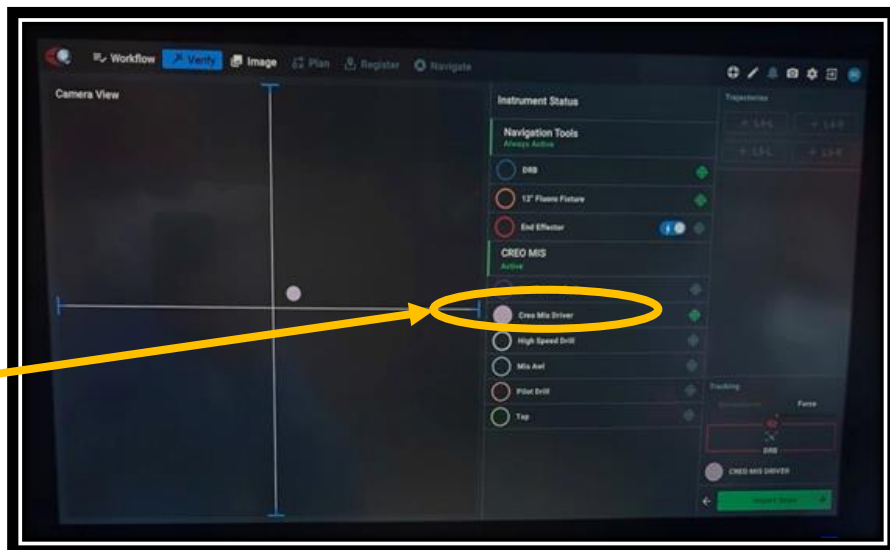 Workflow
Verify
Image
Plan
Register
Navigate
Camera View
Instrument Status
Navigation Tools
Always Active
DRB
12" Fluoro Fixture
End Effector
CREO MIS
Active
Creo Mis Driver
High Speed Drill
Mis Awl
Pilot Drill
Tap
Trajectories
Tracking
Force
DRB
CREO MIS DRIVER